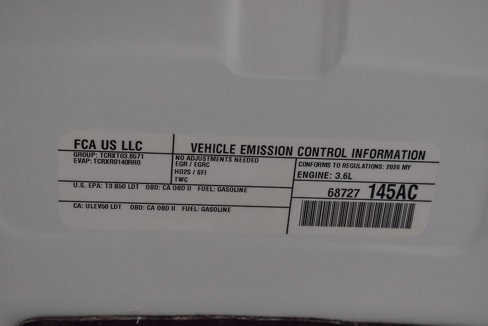 FCA US LLC
VEHICLE EMISSION CONTROL INFORMATION
GROUP: TCRXT03.6571
EVAP: TCRXR0140RR0
NO ADJUSTMENTS NEEDED
EGR / EGRC
HO2S / SFI
TWC
CONFORMS TO REGULATIONS: 2026 MY
ENGINE: 3.6L
U.S. EPA: T3 B50 LDT OBD: CA OBD II FUEL: GASOLINE
68727 145AC
CA: ULEV50 LDT OBD: CA OBD II FUEL: GASOLINE